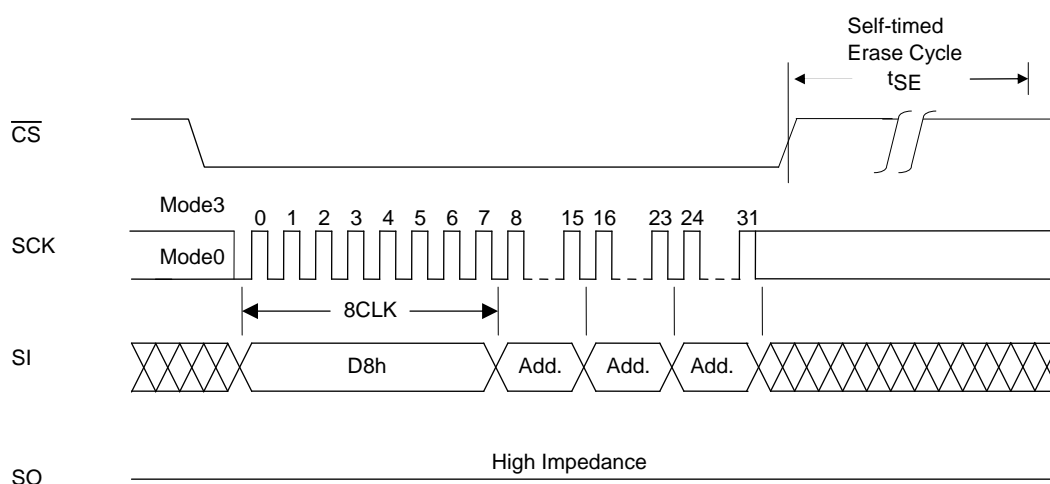 Self-timed
Erase Cycle
tSE
CS
Mode3
0 1 2 3 4 5 6 7 8 15 16 23 24 31
SCK
Mode0
8CLK
SI
D8h Add. Add. Add.
High Impedance
SO